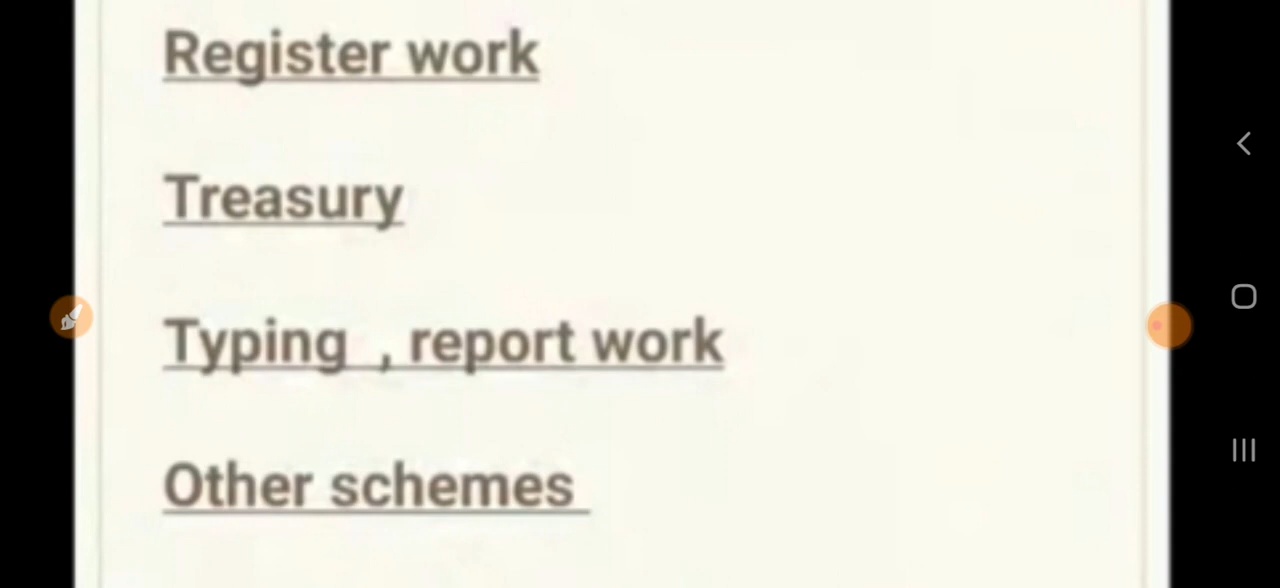 Register work
Treasury
Typing , report work
Other schemes